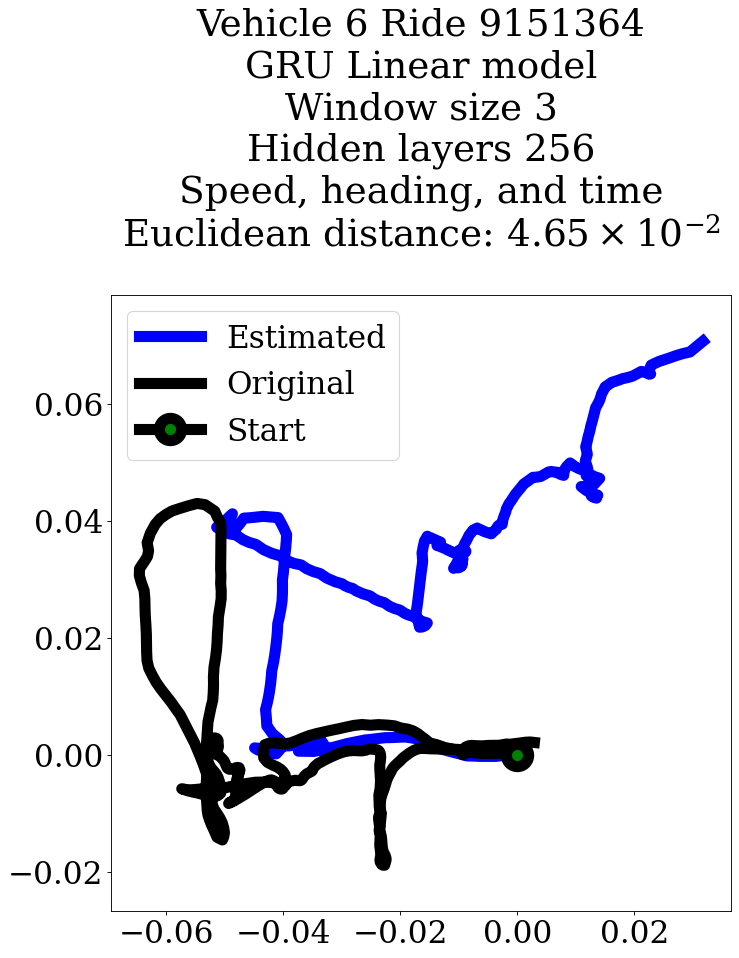 Vehicle 6 Ride 9151364
GRU Linear model
Window size 3
Hidden layers 256
Speed, heading, and time
Euclidean distance: 4.65 × 10⁻²
Estimated
Original
Start
0.06
0.04
0.02
0.00
−0.02
−0.06 −0.04 −0.02 0.00 0.02